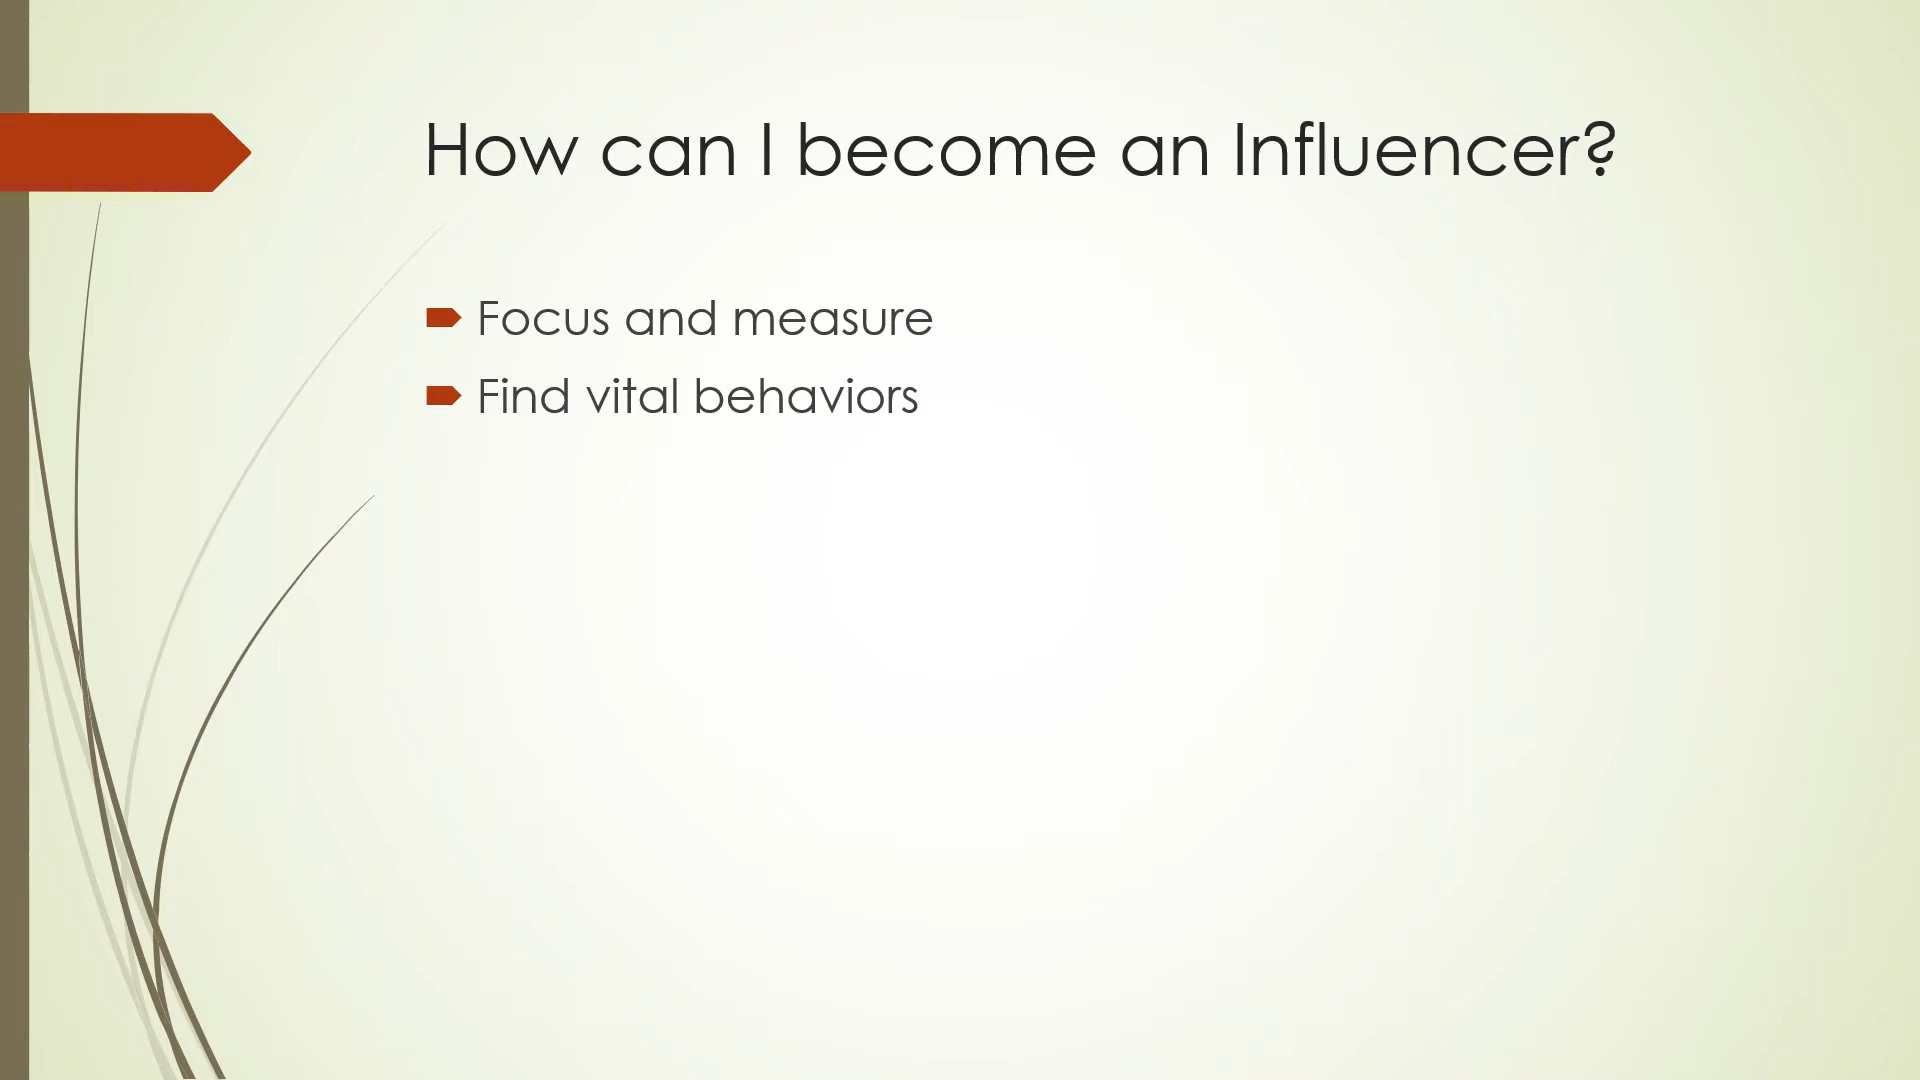 How can I become an Influencer?
Focus and measure
Find vital behaviors